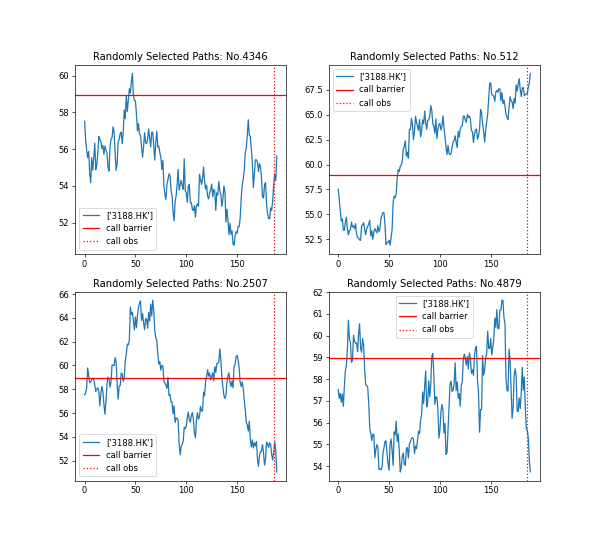 Randomly Selected Paths: No.4346
60
58
56
54
52
0
50
100
150
['3188.HK']
call barrier
call obs
Randomly Selected Paths: No.512
67.5
65.0
62.5
60.0
57.5
55.0
52.5
0
50
100
150
['3188.HK']
call barrier
call obs
Randomly Selected Paths: No.2507
66
64
62
60
58
56
54
52
0
50
100
150
['3188.HK']
call barrier
call obs
Randomly Selected Paths: No.4879
62
61
60
59
58
57
56
55
54
0
50
100
150
['3188.HK']
call barrier
call obs